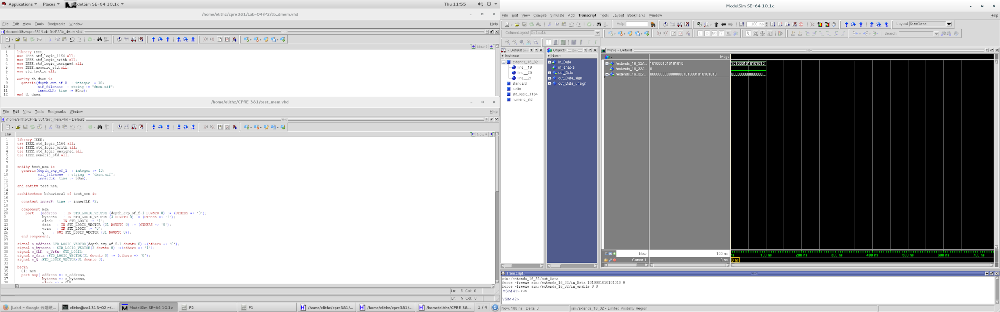 Applications Places ModelSim SE-64 10.1c Thu 11:55
/home/elithz/cpre381/Lab-04/P2/tb_dmem.vhd
File Edit View Tools Bookmarks Window Help
/home/elithz/cpre381/Lab-04/P2/tb_dmem.vhd
Now
Ln#
1 library IEEE;
2 use IEEE.std_logic_1164.all;
3 use IEEE.std_logic_arith.all;
4 use IEEE.std_logic_unsigned.all;
5 use IEEE.numeric_std.all;
6 use std.textio.all;
7
8 entity tb_dmem is
9 generic(depth_exp_of_2 : integer := 10;
10 mif_filename : string := "dmem.mif";
11 innerCLK: time := 50ns);
12 end tb_dmem;
/home/elithz/CPRE 381/test_mem.vhd
File Edit View Tools Bookmarks Window Help
/home/elithz/CPRE 381/test_mem.vhd - Default
Ln# Now
1 library IEEE;
2 use IEEE.std_logic_1164.all;
3 use IEEE.std_logic_arith.all;
4 use IEEE.std_logic_unsigned.all;
5 use IEEE.numeric_std.all;
6
7
8 entity test_mem is
9 generic(depth_exp_of_2 : integer := 10;
10 mif_filename : string := "dmem.mif";
11 innerCLK: time := 50ns);
12
13 end entity test_mem;
14
15 architecture behavioral of test_mem is
16
17 constant innerP: time := innerCLK *2;
18
19 component mem
20 port (address : IN STD_LOGIC_VECTOR (depth_exp_of_2-1 DOWNTO 0) := (OTHERS => '0');
21 byteena : IN STD_LOGIC_VECTOR (3 DOWNTO 0) := (OTHERS => '1');
22 clock : IN STD_LOGIC := '1';
23 data : IN STD_LOGIC_VECTOR (31 DOWNTO 0) := (OTHERS => '0');
24 wren : IN STD_LOGIC := '0';
25 q : OUT STD_LOGIC_VECTOR (31 DOWNTO 0));
26 end component;
27
28 signal s_address:STD_LOGIC_VECTOR(depth_exp_of_2-1 downto 0):=(others => '0');
29 signal s_byteena : STD_LOGIC_VECTOR(3 downto 0) :=(others => '1');
30 signal s_CLK, s_WrEn: STD_LOGIC;
31 signal s_data :STD_LOGIC_VECTOR(31 downto 0) := (others => '0');
32 signal s_Q :STD_LOGIC_VECTOR(31 downto 0);
33
34 begin
35 G1: mem
36 port map( address => s_address,
37 byteena => s_byteena,
38 clock => s_CLK,
Ln: 5 Col: 0
Ln: 5 Col: 0
[Lab4 - Google 云端硬... elithz@co1313-02:~/... ModelSim SE-64 10.1c P2 P1 /home/elithz/cpre381/... /home/elithz/cpre381/... /home/elithz/CPRE 38... 1 / 4 1
ModelSim SE-64 10.1c
File Edit View Compile Simulate Add Transcript Tools Layout Bookmarks Window Help
Help 100 ns Layout Simulate
ColumnLayout Default Search:
- Default
Instance
extends_16_32
line__19
line__20
line__21
standard
textio
std_logic_1164
numeric_std
Objects
Name
in_Data
in_enable
out_Data
out_Data_sign
out_Data_unsign
Wave - Default
Msgs
/extends_16_32/i... 1010001010101010 1010001010101010
/extends_16_32/i... 0
/extends_16_32/... 00000000000000001010001010101010 000000000000000...
Now 100 ns ns 100 ns 200 ns 300 ns 400 ns 500 ns 600 ns 700 ns
Cursor 1 0 ns 0 ns
Transcript
sim:/extends_16_32/out_Data
force -freeze sim:/extends_16_32/in_Data 1010001010101010 0
force -freeze sim:/extends_16_32/in_enable 0 0
VSIM 41> run
VSIM 42>
Now: 100 ns Delta: 0 sim:/extends_16_32 - Limited Visibility Region